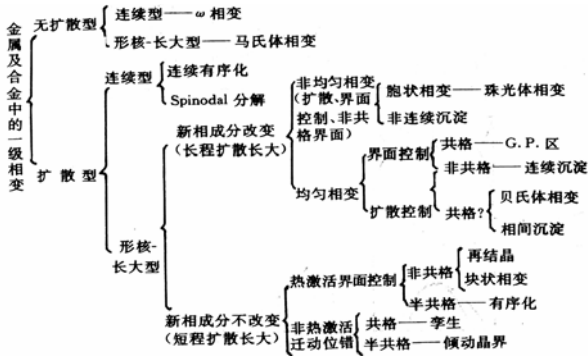 金属及合金中的一级相变
无扩散型
连续型——ω 相变
形核-长大型——马氏体相变
扩散型
连续型
连续有序化
Spinodal 分解
形核-
长大型
新相成分改变
(长程扩散长大)
非均匀相变
(扩散、界面
控制、非共
格界面)
胞状相变——珠光体相变
非连续沉淀
均匀相变
界面控制
共格——G.P.区
非共格——连续沉淀
扩散控制
共格?
贝氏体相变
相间沉淀
新相成分不改变
(短程扩散长大)
热激活界面控制
非共格
再结晶
块状相变
半共格——有序化
非热激活
迁动位错
共格——孪生
半共格——倾动晶界